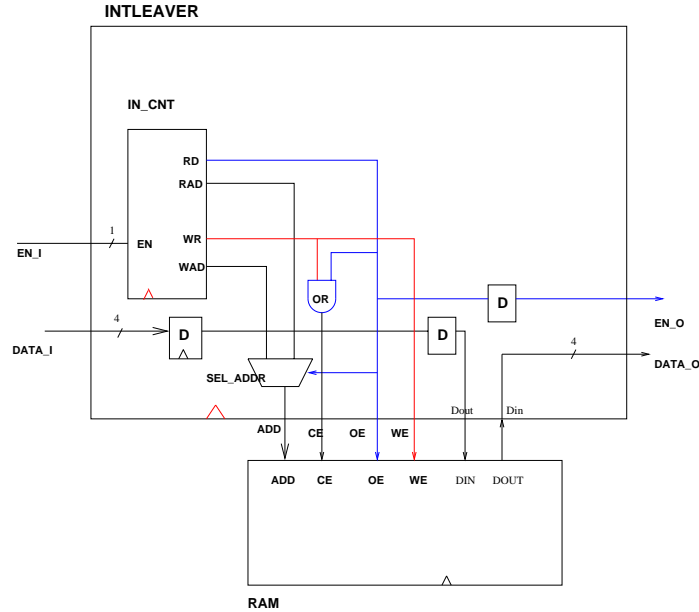 INTLEAVER
IN_CNT
RD
RAD
1
EN
WR
EN_I
WAD
OR
D
4
D
D
EN_O
DATA_I
4
SEL_ADDR
DATA_O
Dout
Din
ADD
CE
OE
WE
ADD
CE
OE
WE
DIN
DOUT
RAM